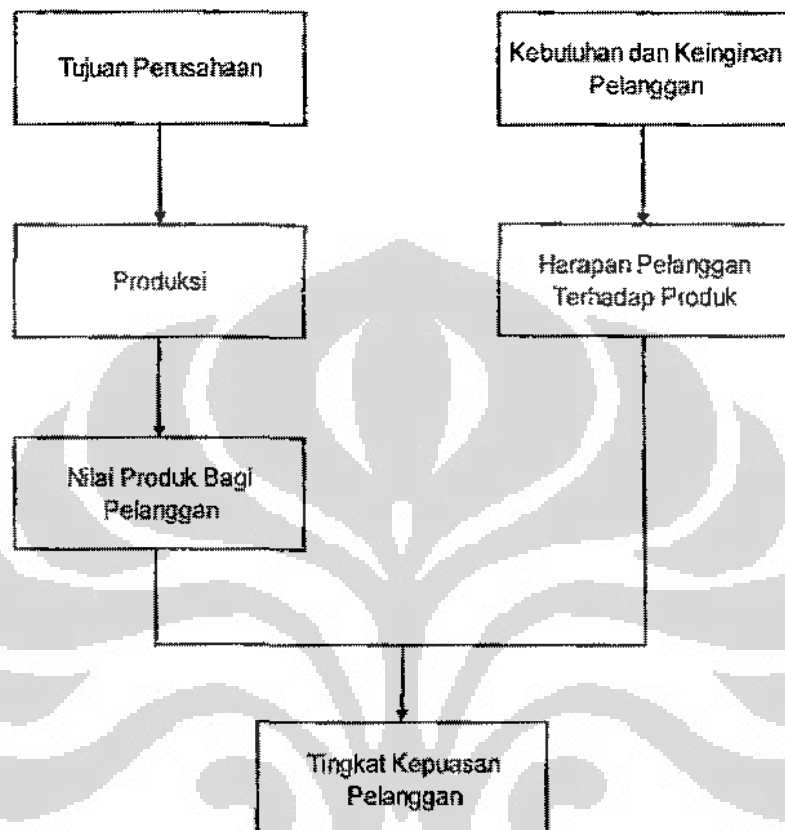 Tujuan Perusahaan
Kebutuhan dan Keinginan
Pelanggan
Produksi
Harapan Pelanggan
Terhadap Produk
Nilai Produk Bagi
Pelanggan
Tingkat Kepuasan
Pelanggan